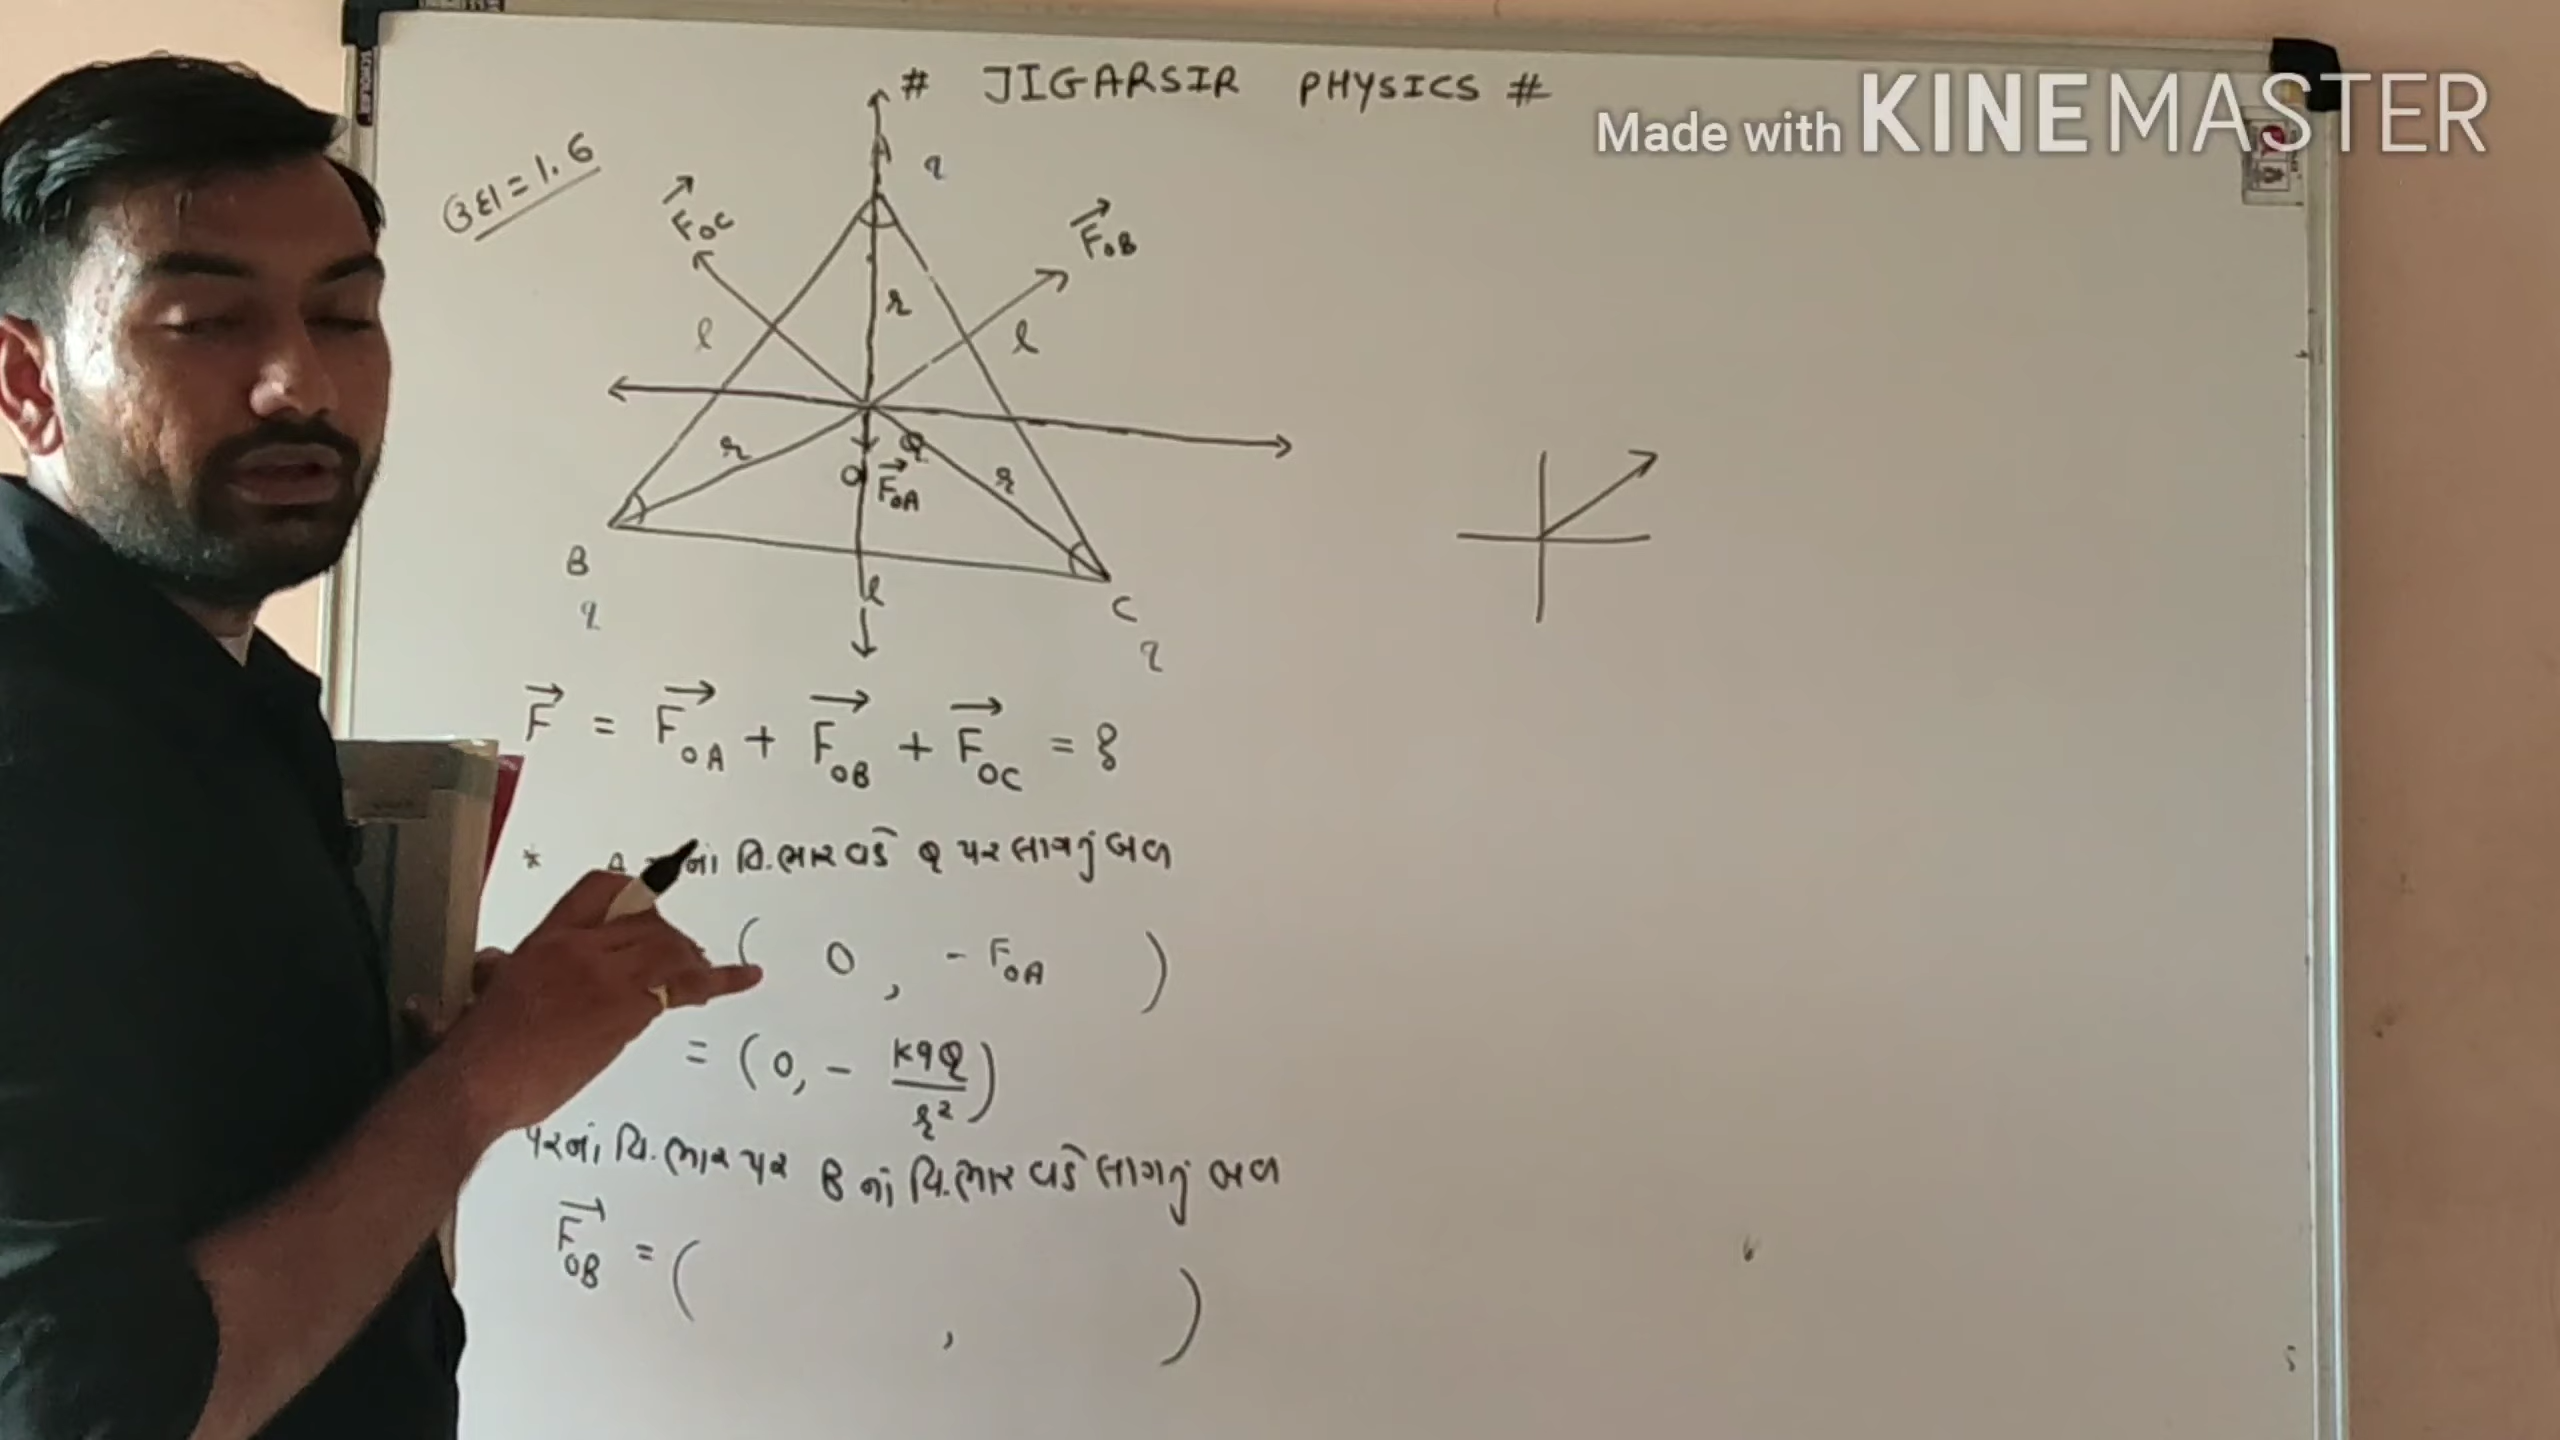 # JIGARSIR PHYSICS #
Made with KINEMASTER
ઉદા = 1.6
A q
F⃗OC
F⃗OB
r
l l
r Q r
O F⃗OA
B l C
q q
F⃗ = F⃗OA + F⃗OB + F⃗OC = ?
* A નાં વિ.ભાર વડે Q પર લાગતું બળ
( 0 , - FOA )
= (0, - kqQ/r²)
પરનાં વિ.ભાર પર B નાં વિ.ભાર વડે લાગતું બળ
F⃗OB = ( , )